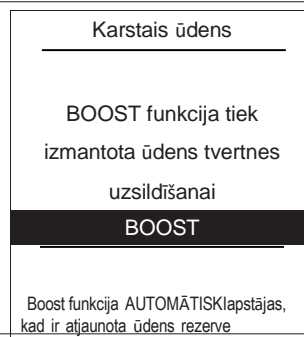 Karstais ūdens
BOOST funkcija tiek
izmantota ūdens tvertnes
uzsildīšanai
BOOST
Boost funkcija AUTOMĀTISKIapstājas,
kad ir atjaunota ūdens rezerve